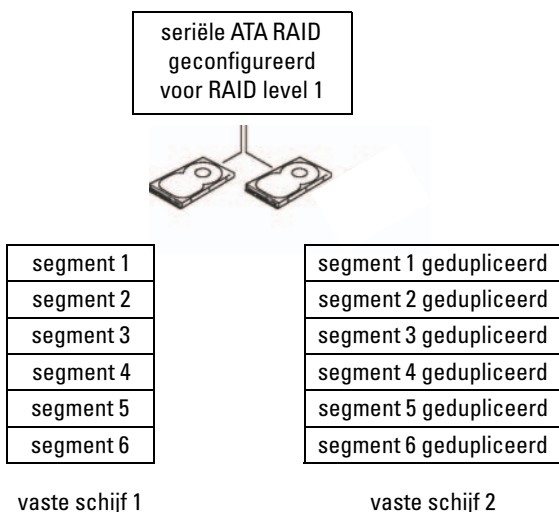 seriële ATA RAID
geconfigureerd
voor RAID level 1
segment 1
segment 2
segment 3
segment 4
segment 5
segment 6
segment 1 gedupliceerd
segment 2 gedupliceerd
segment 3 gedupliceerd
segment 4 gedupliceerd
segment 5 gedupliceerd
segment 6 gedupliceerd
vaste schijf 1
vaste schijf 2